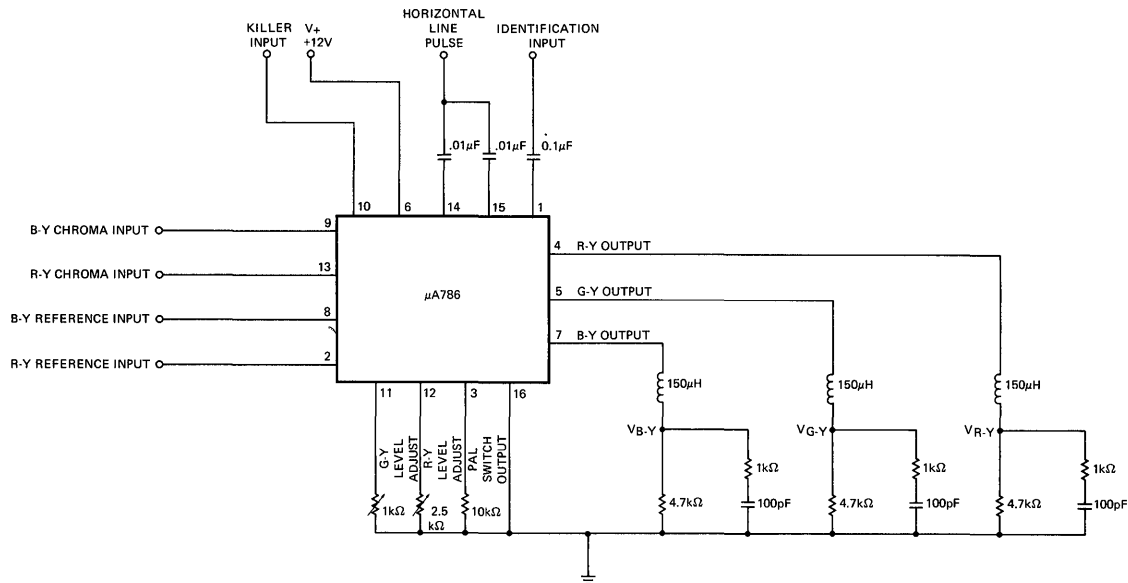 KILLER
INPUT
V+
+12V
HORIZONTAL
LINE
PULSE
IDENTIFICATION
INPUT
.01µF
.01µF
0.1µF
10
6
14
15
1
B-Y CHROMA INPUT
9
R-Y CHROMA INPUT
13
B-Y REFERENCE INPUT
8
R-Y REFERENCE INPUT
2
µA786
4 R-Y OUTPUT
5 G-Y OUTPUT
7 B-Y OUTPUT
11
12
3
16
G-Y
LEVEL
ADJUST
R-Y
LEVEL
ADJUST
PAL
SWITCH
OUTPUT
1kΩ
2.5
kΩ
10kΩ
150µH
150µH
150µH
VB-Y
VG-Y
VR-Y
1kΩ
1kΩ
1kΩ
4.7kΩ
100pF
4.7kΩ
100pF
4.7kΩ
100pF